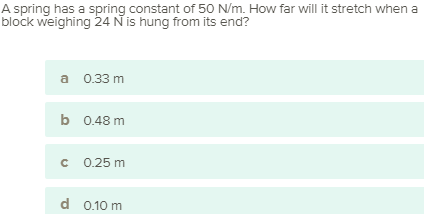 A spring has a spring constant of 50 N/m. How far will it stretch when a
block weighing 24 N is hung from its end?
a 0.33 m
b 0.48 m
c 0.25 m
d 0.10 m